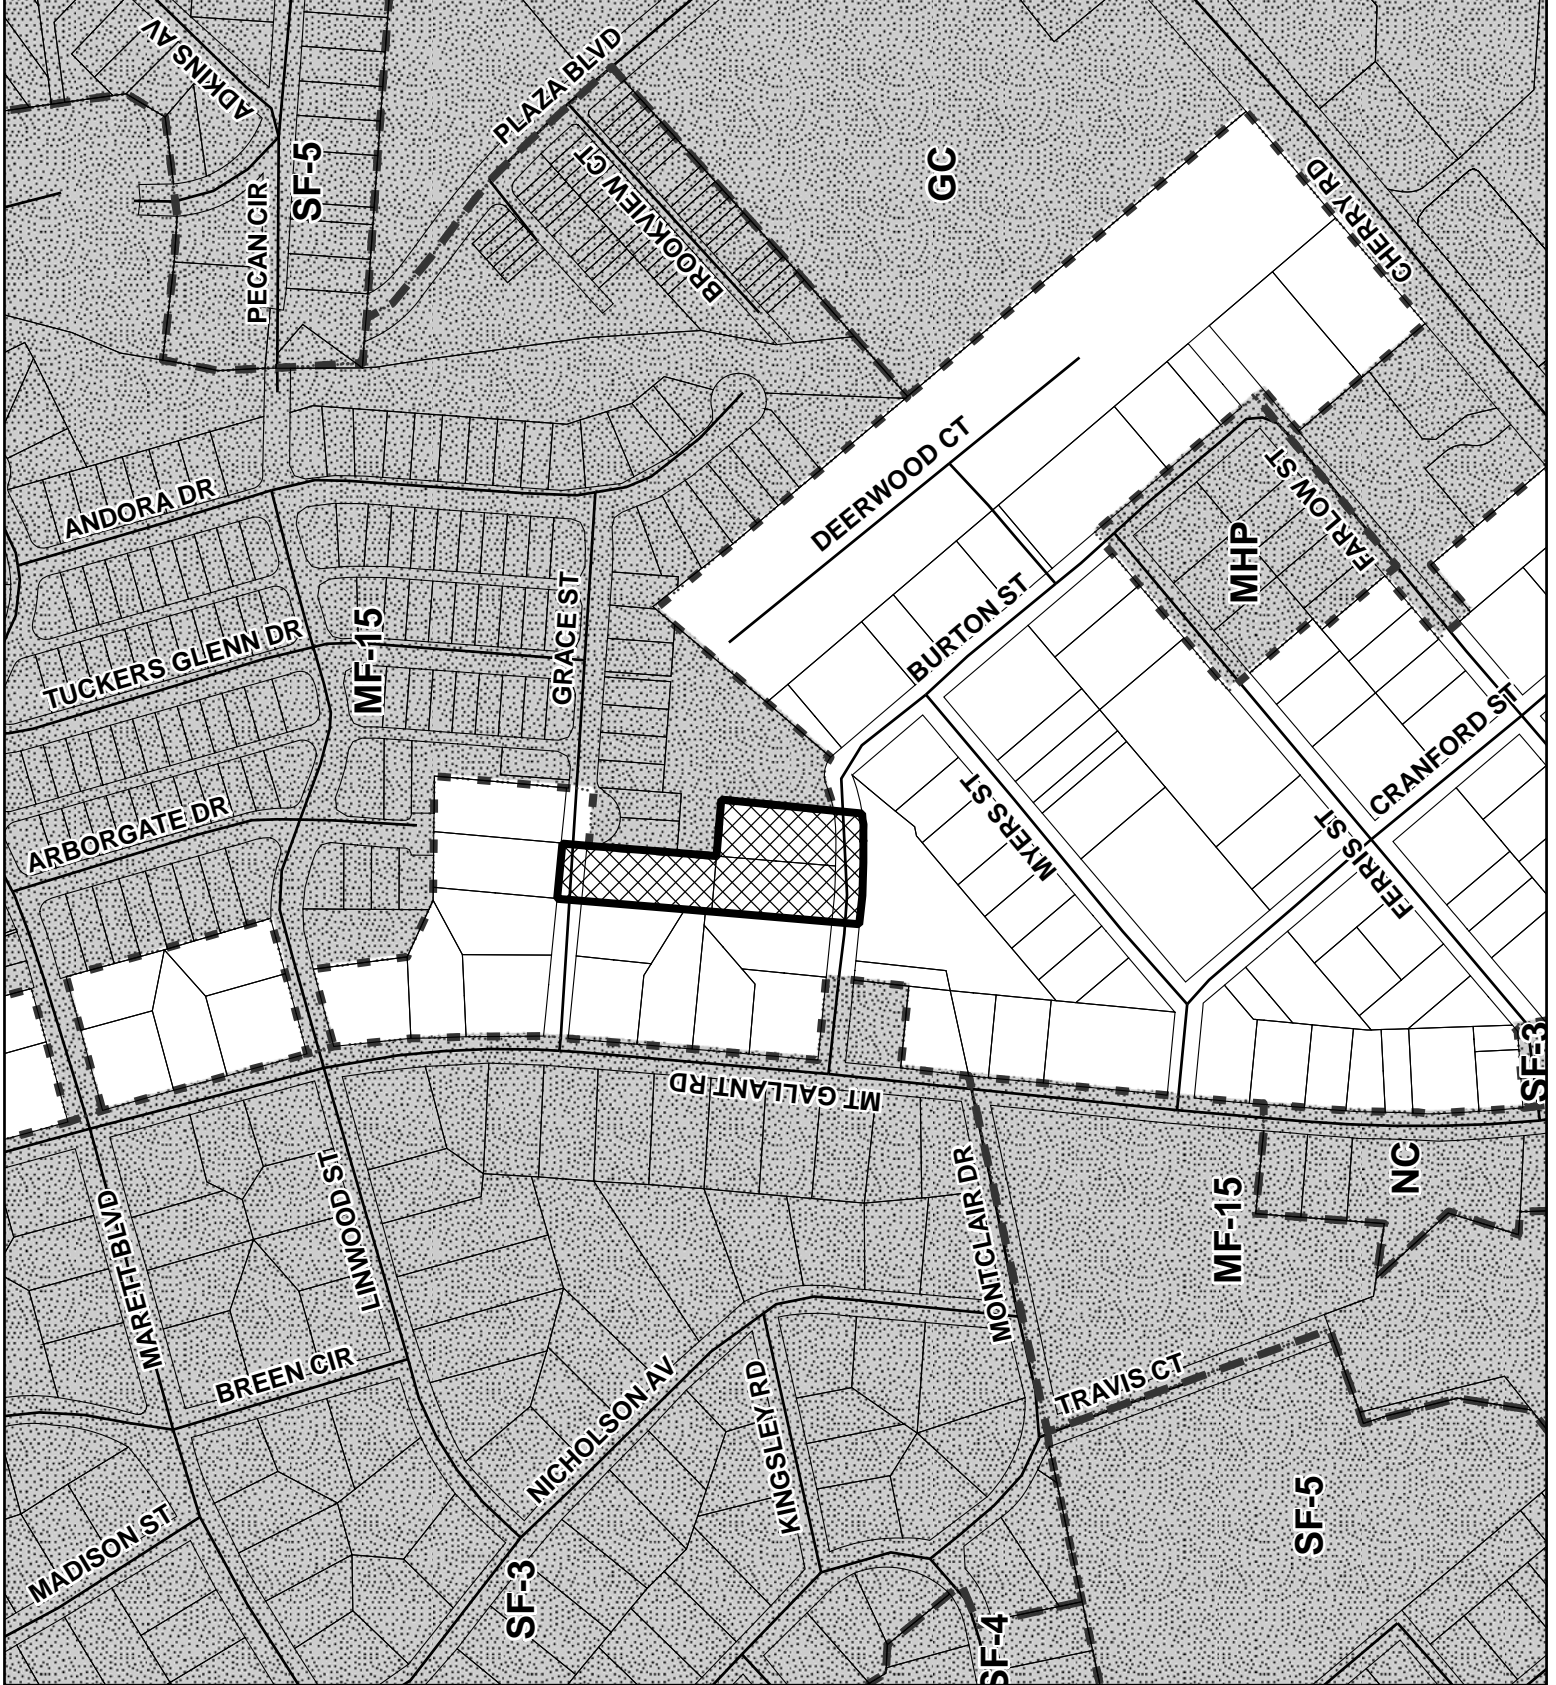 ADKINS AV
PLAZA BLVD
SF-5
PECAN CIR
BROOKVIEW CT
GC
CHERRY RD
ANDORA DR
DEERWOOD CT
FARLOW ST
MHP
TUCKERS GLENN DR
MF-15
GRACE ST
BURTON ST
CRANFORD ST
ARBORGATE DR
MYERS ST
FERRIS ST
SF-3
MT GALLANT RD
NC
MF-15
MARETT BLVD
LINWOOD ST
MONTCLAIR DR
BREEN CIR
NICHOLSON AV
KINGSLEY RD
TRAVIS CT
SF-5
MADISON ST
SF-3
SF-4